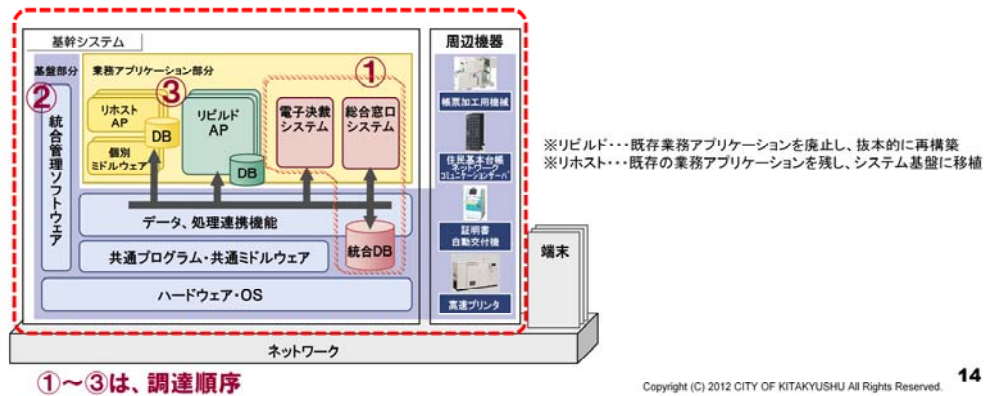 基幹システム
周辺機器
基盤部分
業務アプリケーション部分
①
②
③
統合管理ソフトウェア
リホスト
AP
DB
個別
ミドルウェア
リビルド
AP
DB
電子決裁
システム
総合窓口
システム
データ、処理連携機能
統合DB
共通プログラム・共通ミドルウェア
ハードウェア・OS
帳票加工用機械
住民基本台帳
ネットワーク
コミュニケーションサーバ
証明書
自動交付機
高速プリンタ
端末
ネットワーク
※リビルド・・・既存業務アプリケーションを廃止し、抜本的に再構築
※リホスト・・・既存の業務アプリケーションを残し、システム基盤に移植
①～③は、調達順序
Copyright (C) 2012 CITY OF KITAKYUSHU All Rights Reserved.
14